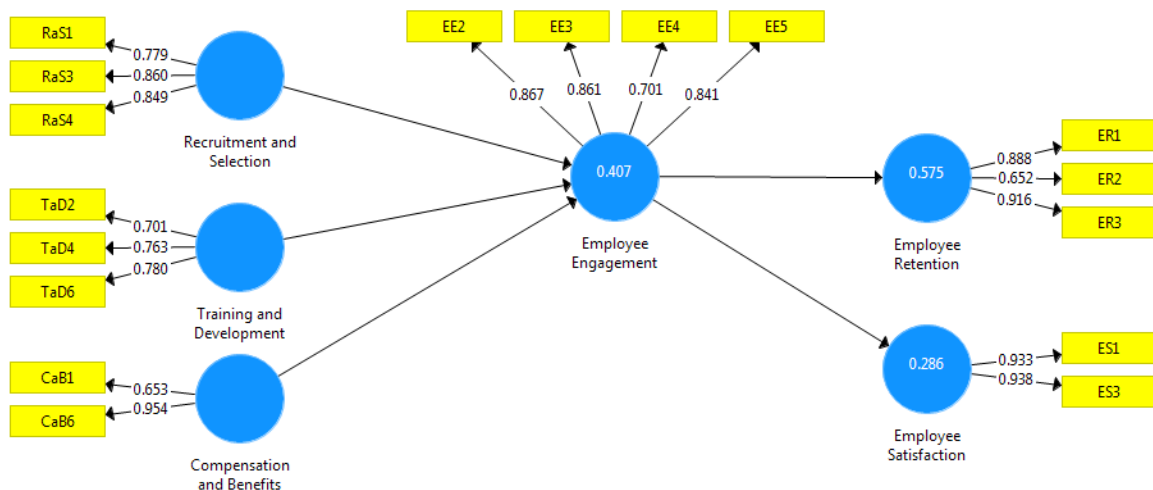 RaS1
0.779
RaS3
0.860
RaS4
0.849
Recruitment and
Selection
TaD2
0.701
TaD4
0.763
TaD6
0.780
Training and
Development
CaB1
0.653
CaB6
0.954
Compensation
and Benefits
EE2
EE3
EE4
EE5
0.867
0.861
0.701
0.841
0.407
Employee
Engagement
0.575
Employee
Retention
0.888
ER1
0.652
ER2
0.916
ER3
0.286
Employee
Satisfaction
0.933
ES1
0.938
ES3